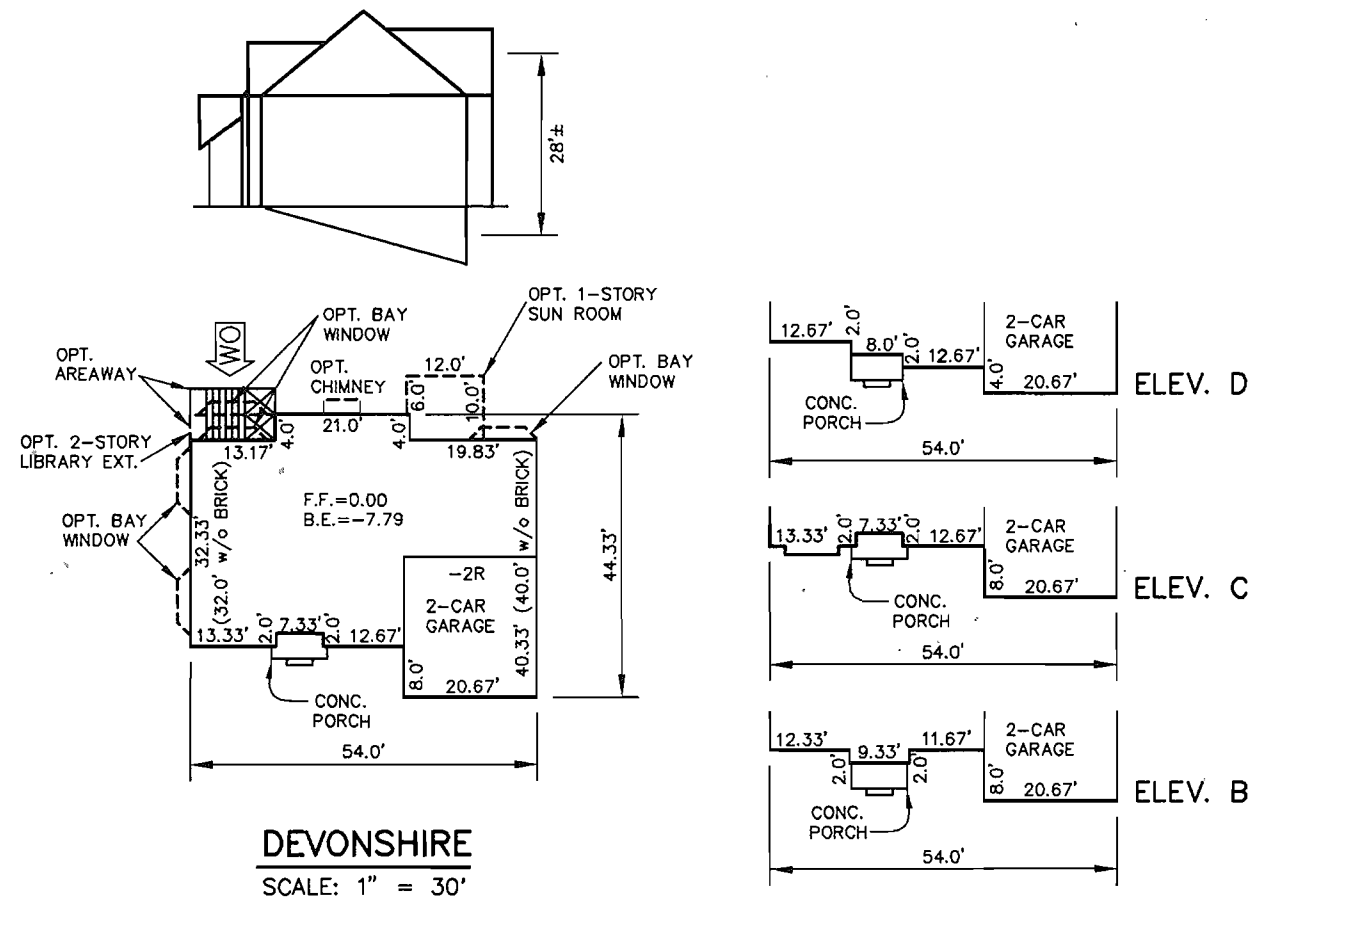 28'±
OPT. 1-STORY
SUN ROOM
OPT. BAY
WINDOW
WO
OPT.
AREAWAY
OPT.
CHIMNEY
12.0'
OPT. BAY
WINDOW
6.0'
10.0'
21.0'
4.0'
4.0'
OPT. 2-STORY
LIBRARY EXT.
13.17'
19.83'
F.F.=0.00
B.E.=-7.79
OPT. BAY
WINDOW
32.33'
(32.0' w/o BRICK)
40.33' (40.0' w/o BRICK)
44.33'
-2R
2-CAR
GARAGE
13.33'
2.0'
7.33'
2.0'
12.67'
8.0'
20.67'
CONC.
PORCH
54.0'
DEVONSHIRE
SCALE: 1" = 30'
12.67'
2.0'
8.0'
2.0'
12.67'
2-CAR
GARAGE
4.0'
20.67'
CONC.
PORCH
54.0'
ELEV. D
13.33'
2.0'
7.33'
2.0'
12.67'
2-CAR
GARAGE
8.0'
20.67'
CONC.
PORCH
54.0'
ELEV. C
12.33'
2.0'
9.33'
2.0'
11.67'
2-CAR
GARAGE
8.0'
20.67'
CONC.
PORCH
54.0'
ELEV. B